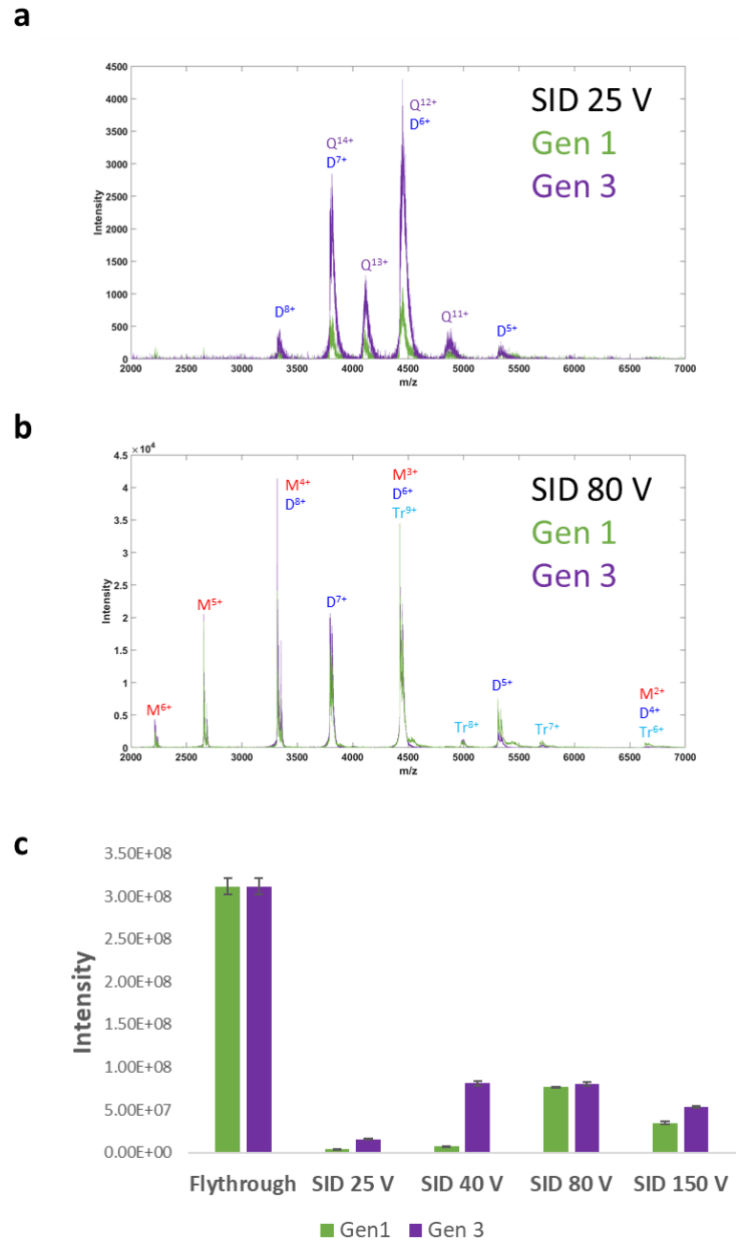 a
4500
4000
3500
3000
2500
2000
1500
1000
500
0
Intensity
2000 2500 3000 3500 4000 4500 5000 5500 6000 6500 7000
m/z
D8+
Q14+
D7+
Q13+
Q12+
D6+
Q11+
D5+
SID 25 V
Gen 1
Gen 3
b
× 10^4
4.5
4
3.5
3
2.5
2
1.5
1
0.5
0
Intensity
2000 2500 3000 3500 4000 4500 5000 5500 6000 6500 7000
m/z
M6+
M5+
M4+
D8+
D7+
M3+
D6+
Tr9+
Tr8+
D5+
Tr7+
M2+
D4+
Tr6+
SID 80 V
Gen 1
Gen 3
c
3.50E+08
3.00E+08
2.50E+08
2.00E+08
1.50E+08
1.00E+08
5.00E+07
0.00E+00
Intensity
Flythrough SID 25 V SID 40 V SID 80 V SID 150 V
Gen1 Gen 3